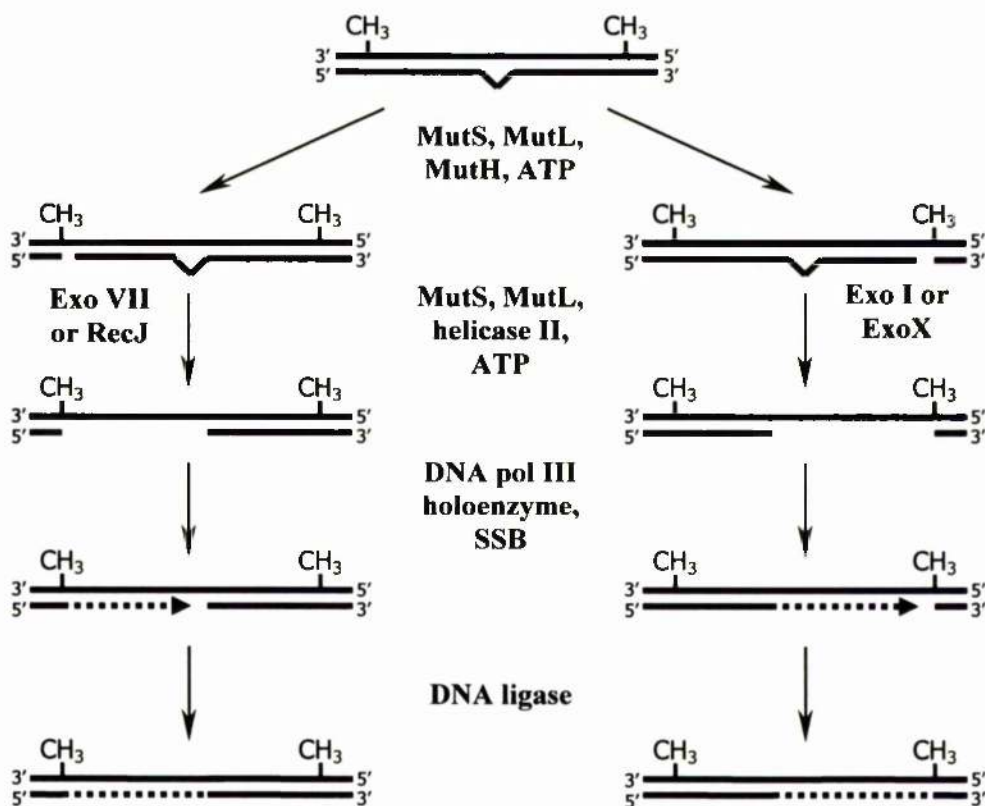 CH₃ CH₃
3′ 5′
5′ 3′
MutS, MutL,
MutH, ATP
CH₃ CH₃
3′ 5′
5′ 3′
CH₃ CH₃
3′ 5′
5′ 3′
Exo VII
or RecJ
MutS, MutL,
helicase II,
ATP
Exo I or
ExoX
CH₃ CH₃
3′ 5′
5′ 3′
CH₃ CH₃
3′ 5′
5′ 3′
DNA pol III
holoenzyme,
SSB
CH₃ CH₃
3′ 5′
5′ 3′
CH₃ CH₃
3′ 5′
5′ 3′
DNA ligase
CH₃ CH₃
3′ 5′
5′ 3′
CH₃ CH₃
3′ 5′
5′ 3′